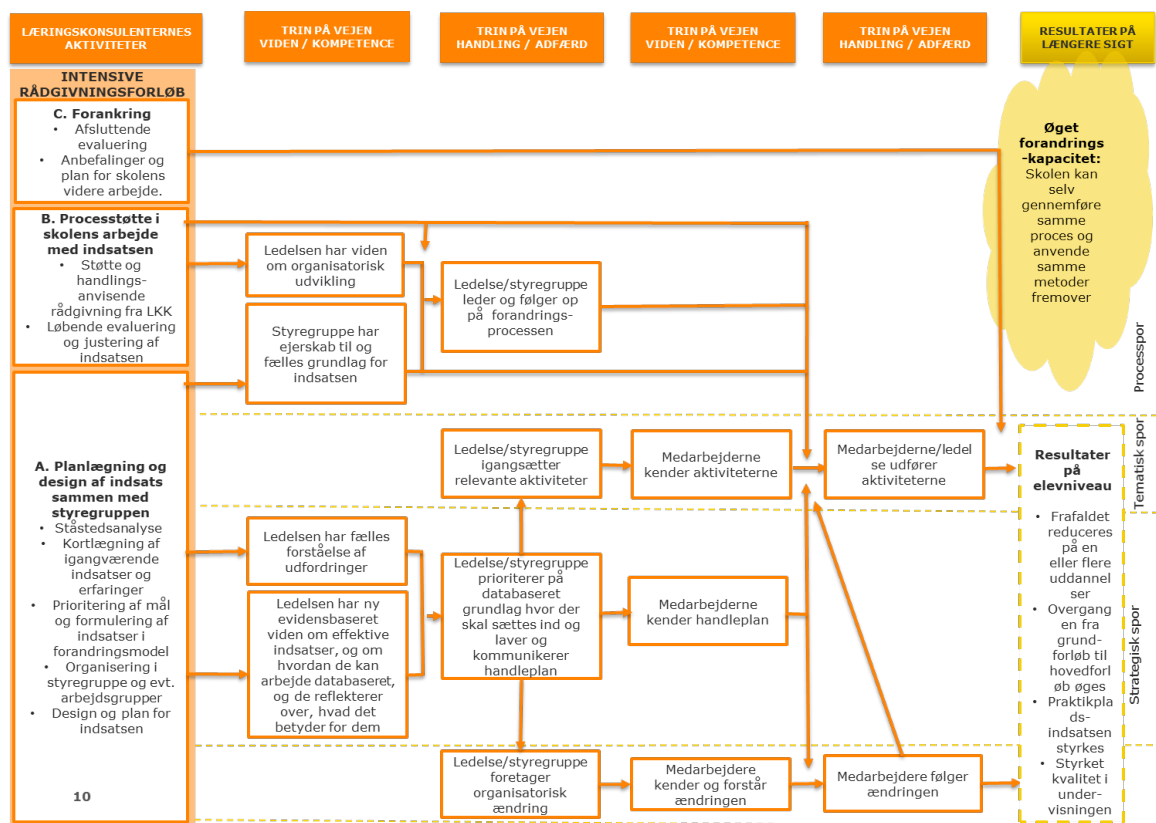 LÆRINGSKONSULENTERNES
AKTIVITETER
TRIN PÅ VEJEN
VIDEN / KOMPETENCE
TRIN PÅ VEJEN
HANDLING / ADFÆRD
TRIN PÅ VEJEN
VIDEN / KOMPETENCE
TRIN PÅ VEJEN
HANDLING / ADFÆRD
RESULTATER PÅ
LÆNGERE SIGT
INTENSIVE
RÅDGIVNINGSFORLØB
C. Forankring
• Afsluttende
evaluering
• Anbefalinger og
plan for skolens
videre arbejde.
B. Processtøtte i
skolens arbejde
med indsatsen
• Støtte og
handlings-
anvisende
rådgivning fra LKK
• Løbende evaluering
og justering af
indsatsen
A. Planlægning og
design af indsats
sammen med
styregruppen
• Ståstedsanalyse
• Kortlægning af
igangværende
indsatser og
erfaringer
• Prioritering af mål
og formulering af
indsatser i
forandringsmodel
• Organisering i
styregruppe og evt.
arbejdsgrupper
• Design og plan for
indsatsen
10
Ledelsen har viden
om organisatorisk
udvikling
Styregruppe har
ejerskab til og
fælles grundlag for
indsatsen
Ledelsen har fælles
forståelse af
udfordringer
Ledelsen har ny
evidensbaseret
viden om effektive
indsatser, og om
hvordan de kan
arbejde databaseret,
og de reflekterer
over, hvad det
betyder for dem
Ledelse/styregruppe
leder og følger op
på forandrings-
processen
Ledelse/styregruppe
igangsætter
relevante aktiviteter
Ledelse/styregruppe
prioriterer på
databaseret
grundlag hvor der
skal sættes ind og
laver og
kommunikerer
handleplan
Ledelse/styregruppe
foretager
organisatorisk
ændring
Medarbejderne
kender aktiviteterne
Medarbejderne
kender handleplan
Medarbejdere
kender og forstår
ændringen
Medarbejderne/ledel
se udfører
aktiviteterne
Medarbejdere følger
ændringen
Øget
forandrings
-kapacitet:
Skolen kan
selv
gennemføre
samme
proces og
anvende
samme
metoder
fremover
Resultater
på
elevniveau
• Frafaldet
reduceres
på en
eller flere
uddannel
ser
• Overgang
en fra
grund-
forløb til
hovedforl
øb øges
• Praktikpla
ds-
indsatsen
styrkes
• Styrket
kvalitet i
under-
visningen
Processpor
Tematisk spor
Strategisk spor